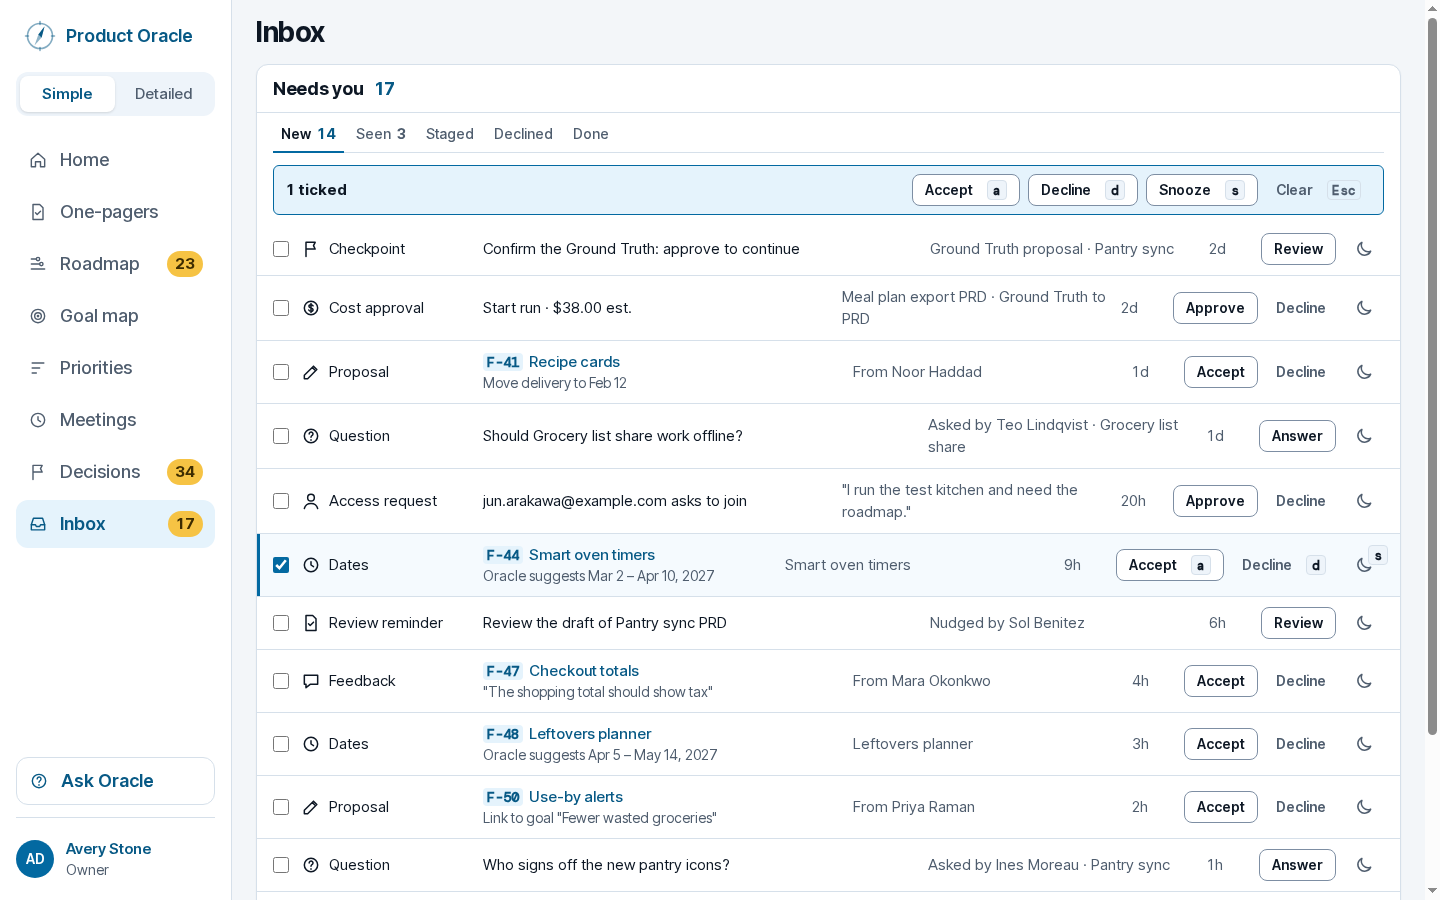 Product Oracle
Simple Detailed
Home
One-pagers
Roadmap 23
Goal map
Priorities
Meetings
Decisions 34
Inbox 17
Ask Oracle
AD
Avery Stone
Owner
Inbox
Needs you 17
New 14 Seen 3 Staged Declined Done
1 ticked Accept a Decline d Snooze s Clear Esc
Checkpoint Confirm the Ground Truth: approve to continue Ground Truth proposal · Pantry sync 2d Review
Cost approval Start run · $38.00 est. Meal plan export PRD · Ground Truth to
PRD 2d Approve Decline
Proposal F-41 Recipe cards
Move delivery to Feb 12 From Noor Haddad 1d Accept Decline
Question Should Grocery list share work offline? Asked by Teo Lindqvist · Grocery list
share 1d Answer
Access request jun.arakawa@example.com asks to join "I run the test kitchen and need the
roadmap." 20h Approve Decline
Dates F-44 Smart oven timers
Oracle suggests Mar 2 – Apr 10, 2027 Smart oven timers 9h Accept a Decline d s
Review reminder Review the draft of Pantry sync PRD Nudged by Sol Benitez 6h Review
Feedback F-47 Checkout totals
"The shopping total should show tax" From Mara Okonkwo 4h Accept Decline
Dates F-48 Leftovers planner
Oracle suggests Apr 5 – May 14, 2027 Leftovers planner 3h Accept Decline
Proposal F-50 Use-by alerts
Link to goal "Fewer wasted groceries" From Priya Raman 2h Accept Decline
Question Who signs off the new pantry icons? Asked by Ines Moreau · Pantry sync 1h Answer